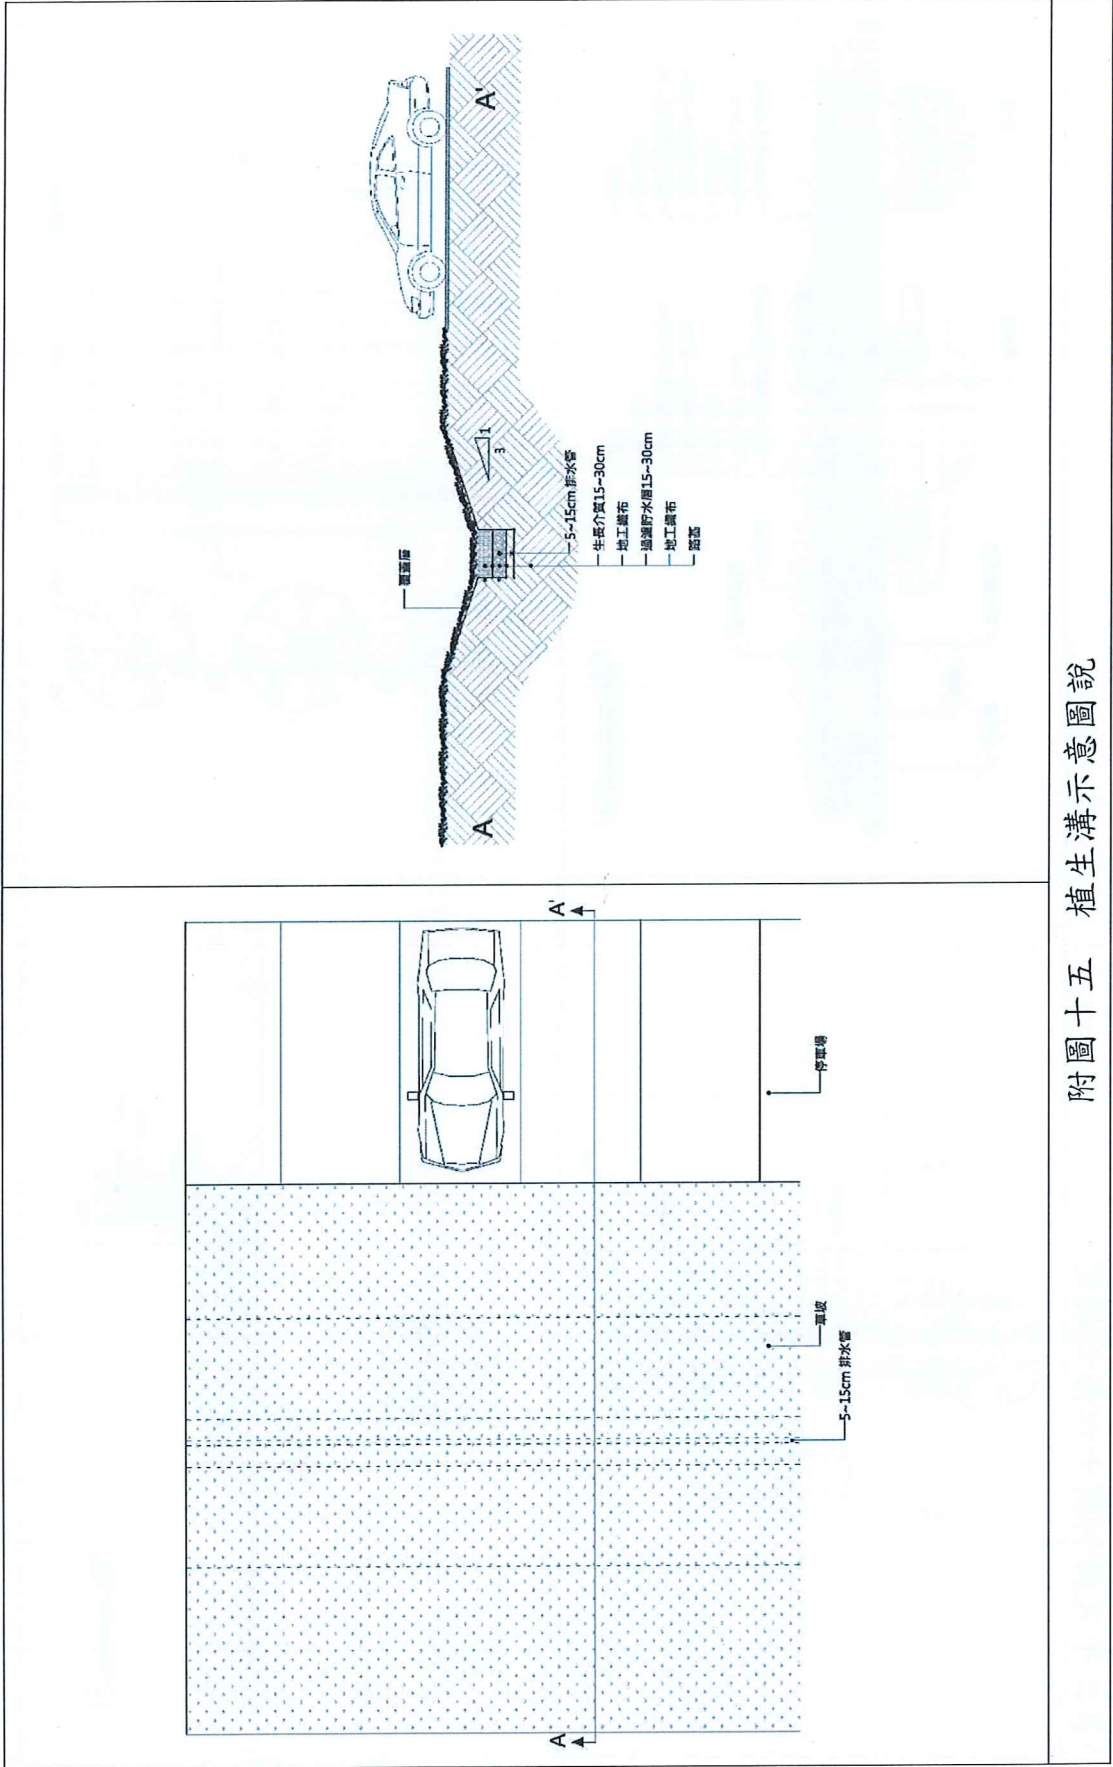 A
A'
停車場
草坡
5~15cm 排水管
覆蓋層
1
3
A
A'
5~15cm 排水管
生長介質15~30cm
地工織布
過濾貯水層15~30cm
地工織布
路基
附圖十五 植生溝示意圖說